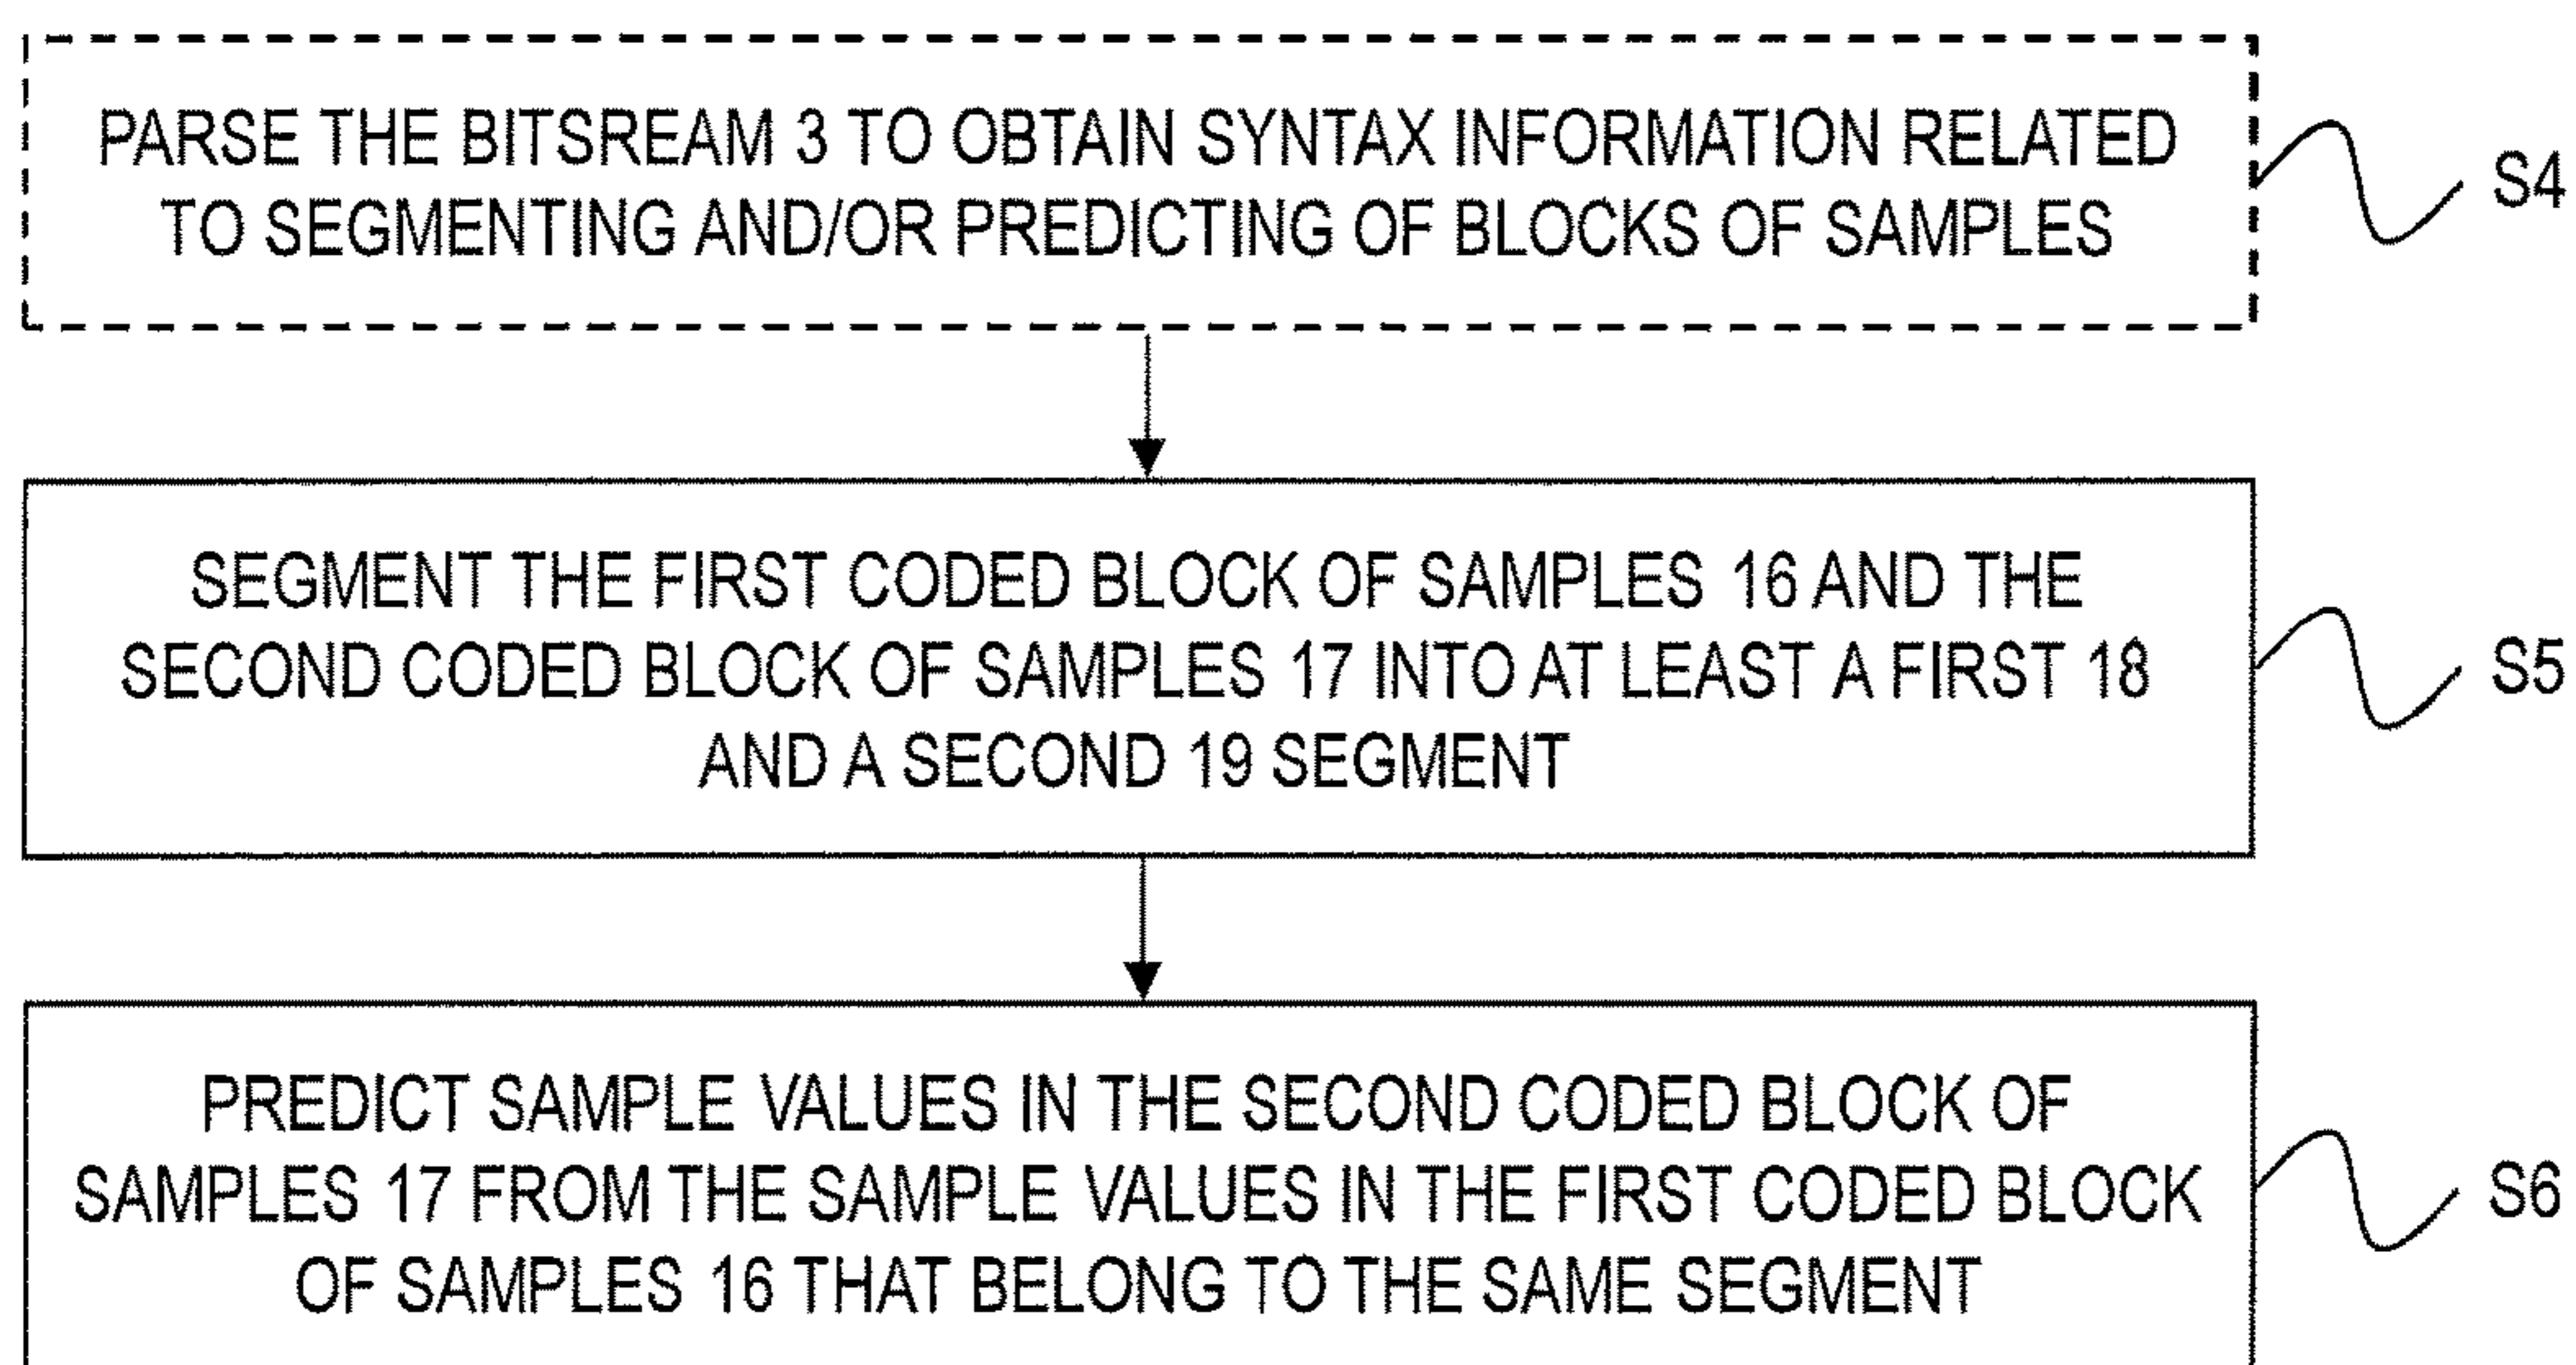 PARSE THE BITSREAM 3 TO OBTAIN SYNTAX INFORMATION RELATED
TO SEGMENTING AND/OR PREDICTING OF BLOCKS OF SAMPLES
S4
SEGMENT THE FIRST CODED BLOCK OF SAMPLES 16 AND THE
SECOND CODED BLOCK OF SAMPLES 17 INTO AT LEAST A FIRST 18
AND A SECOND 19 SEGMENT
S5
PREDICT SAMPLE VALUES IN THE SECOND CODED BLOCK OF
SAMPLES 17 FROM THE SAMPLE VALUES IN THE FIRST CODED BLOCK
OF SAMPLES 16 THAT BELONG TO THE SAME SEGMENT
S6